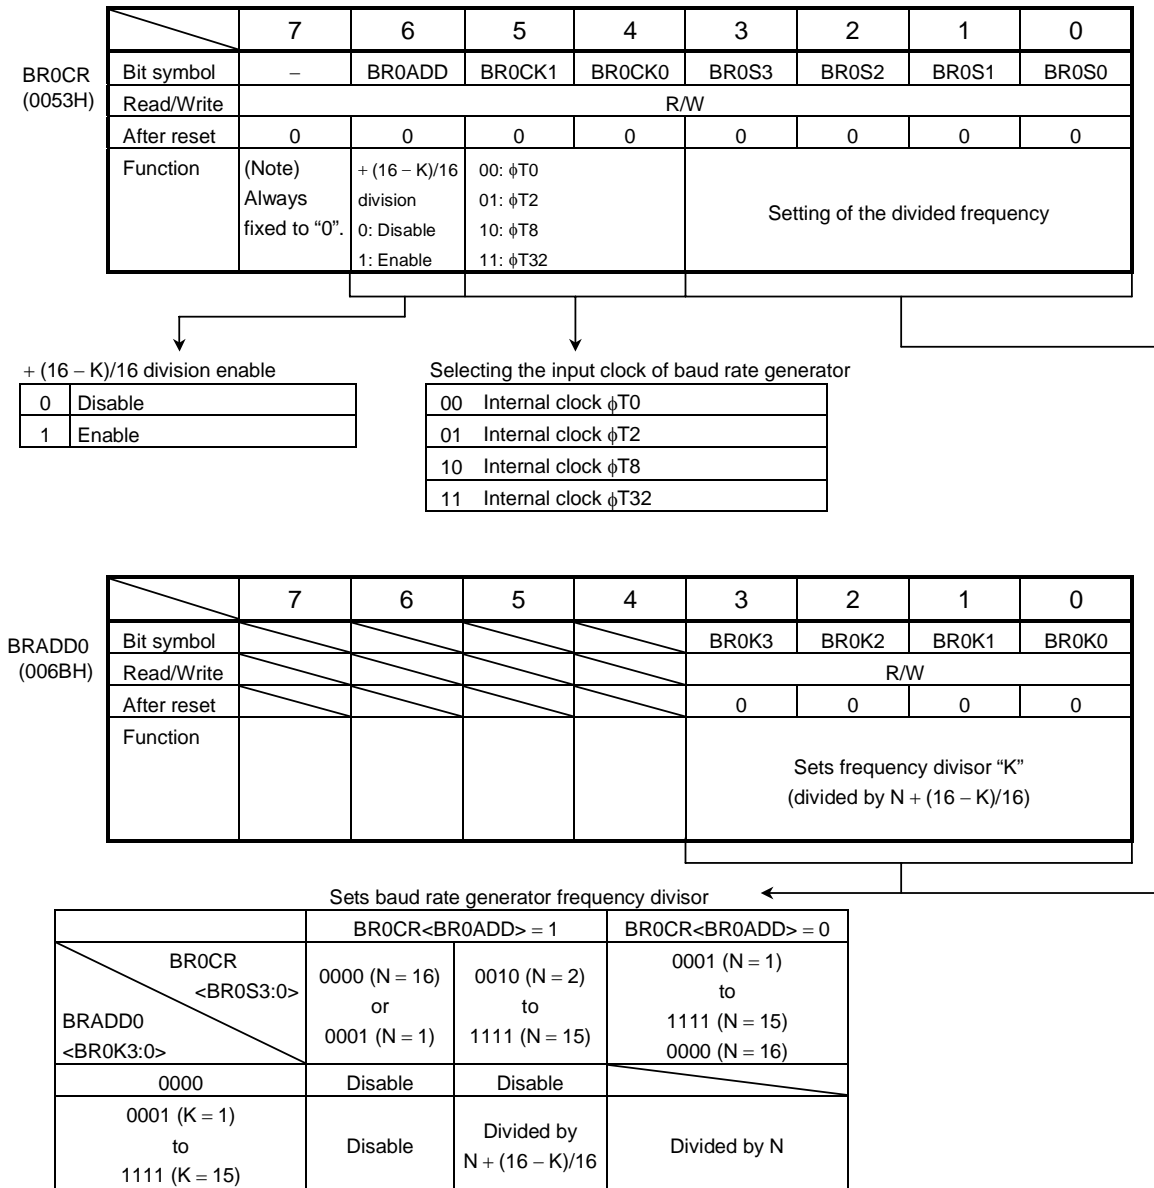 7 6 5 4 3 2 1 0
BR0CR
(0053H)
Bit symbol – BR0ADD BR0CK1 BR0CK0 BR0S3 BR0S2 BR0S1 BR0S0
Read/Write R/W
After reset 0 0 0 0 0 0 0 0
Function
(Note)
Always
fixed to “0”.
+ (16 − K)/16
division
0: Disable
1: Enable
00: ϕT0
01: ϕT2
10: ϕT8
11: ϕT32
Setting of the divided frequency
+ (16 − K)/16 division enable
0 Disable
1 Enable
Selecting the input clock of baud rate generator
00 Internal clock ϕT0
01 Internal clock ϕT2
10 Internal clock ϕT8
11 Internal clock ϕT32
7 6 5 4 3 2 1 0
BRADD0
(006BH)
Bit symbol BR0K3 BR0K2 BR0K1 BR0K0
Read/Write R/W
After reset 0 0 0 0
Function
Sets frequency divisor “K”
(divided by N + (16 − K)/16)
Sets baud rate generator frequency divisor
BR0CR<BR0ADD> = 1 BR0CR<BR0ADD> = 0
BR0CR
<BR0S3:0>
BRADD0
<BR0K3:0>
0000 (N = 16)
or
0001 (N = 1)
0010 (N = 2)
to
1111 (N = 15)
0001 (N = 1)
to
1111 (N = 15)
0000 (N = 16)
0000 Disable Disable
0001 (K = 1)
to
1111 (K = 15)
Disable
Divided by
N + (16 − K)/16
Divided by N